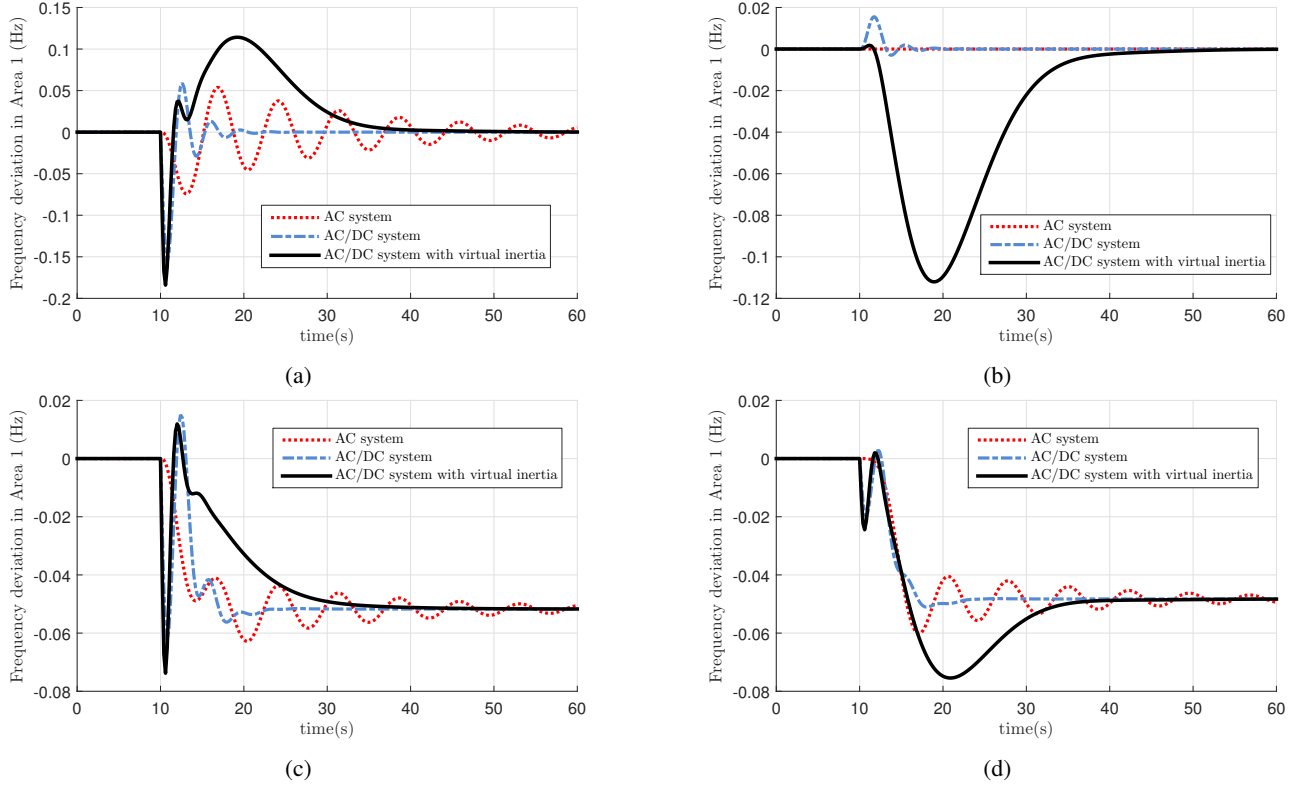 Frequency deviation in Area 1 (Hz)
0.15
0.1
0.05
0
-0.05
-0.1
-0.15
-0.2
AC system
AC/DC system
AC/DC system with virtual inertia
0 10 20 30 40 50 60
time(s)
(a)
Frequency deviation in Area 1 (Hz)
0.02
0
-0.02
-0.04
-0.06
-0.08
-0.1
-0.12
AC system
AC/DC system
AC/DC system with virtual inertia
0 10 20 30 40 50 60
time(s)
(b)
Frequency deviation in Area 1 (Hz)
0.02
0
-0.02
-0.04
-0.06
-0.08
AC system
AC/DC system
AC/DC system with virtual inertia
0 10 20 30 40 50 60
time(s)
(c)
Frequency deviation in Area 1 (Hz)
0.02
0
-0.02
-0.04
-0.06
-0.08
AC system
AC/DC system
AC/DC system with virtual inertia
0 10 20 30 40 50 60
time(s)
(d)